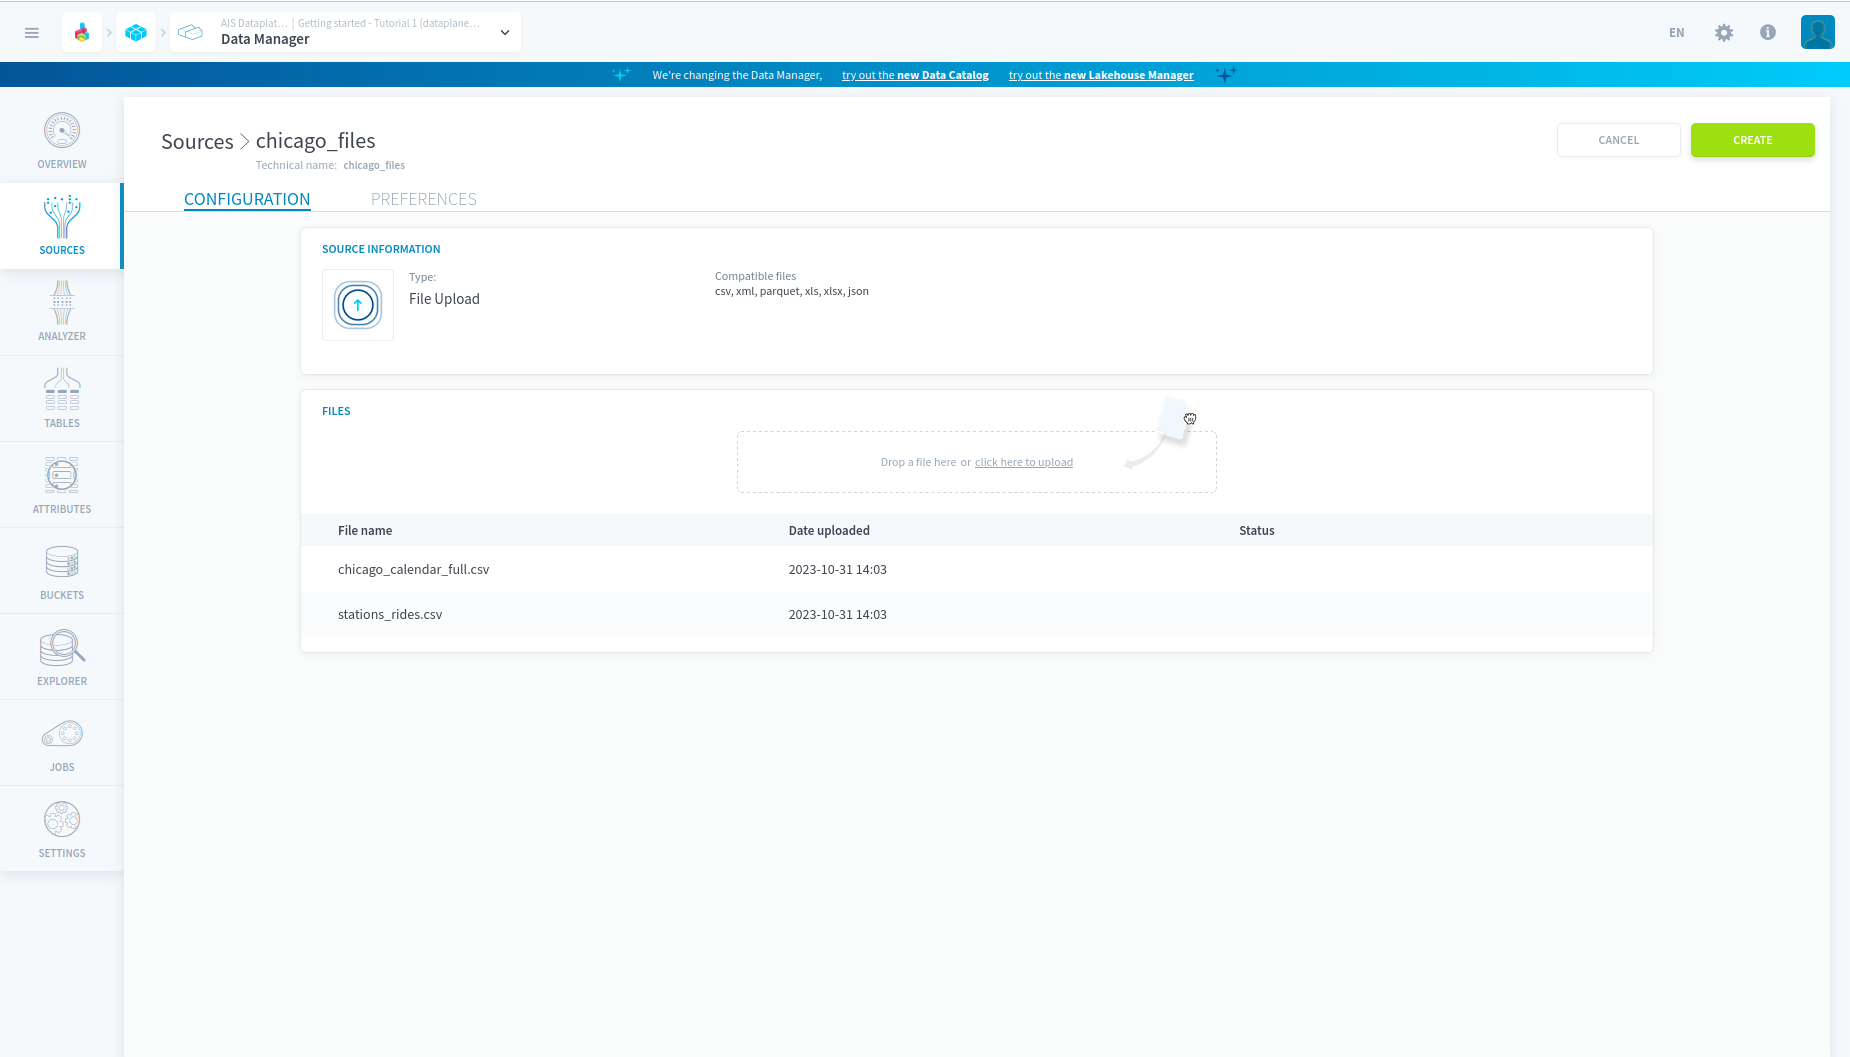 AIS Dataplat... | Getting started - Tutorial 1 (dataplane...
Data Manager
EN
We're changing the Data Manager, try out the new Data Catalog try out the new Lakehouse Manager
OVERVIEW
SOURCES
ANALYZER
TABLES
ATTRIBUTES
BUCKETS
EXPLORER
JOBS
SETTINGS
Sources > chicago_files
Technical name: chicago_files
CANCEL
CREATE
CONFIGURATION PREFERENCES
SOURCE INFORMATION
Type:
File Upload
Compatible files
csv, xml, parquet, xls, xlsx, json
FILES
Drop a file here or click here to upload
File name Date uploaded Status
chicago_calendar_full.csv 2023-10-31 14:03
stations_rides.csv 2023-10-31 14:03